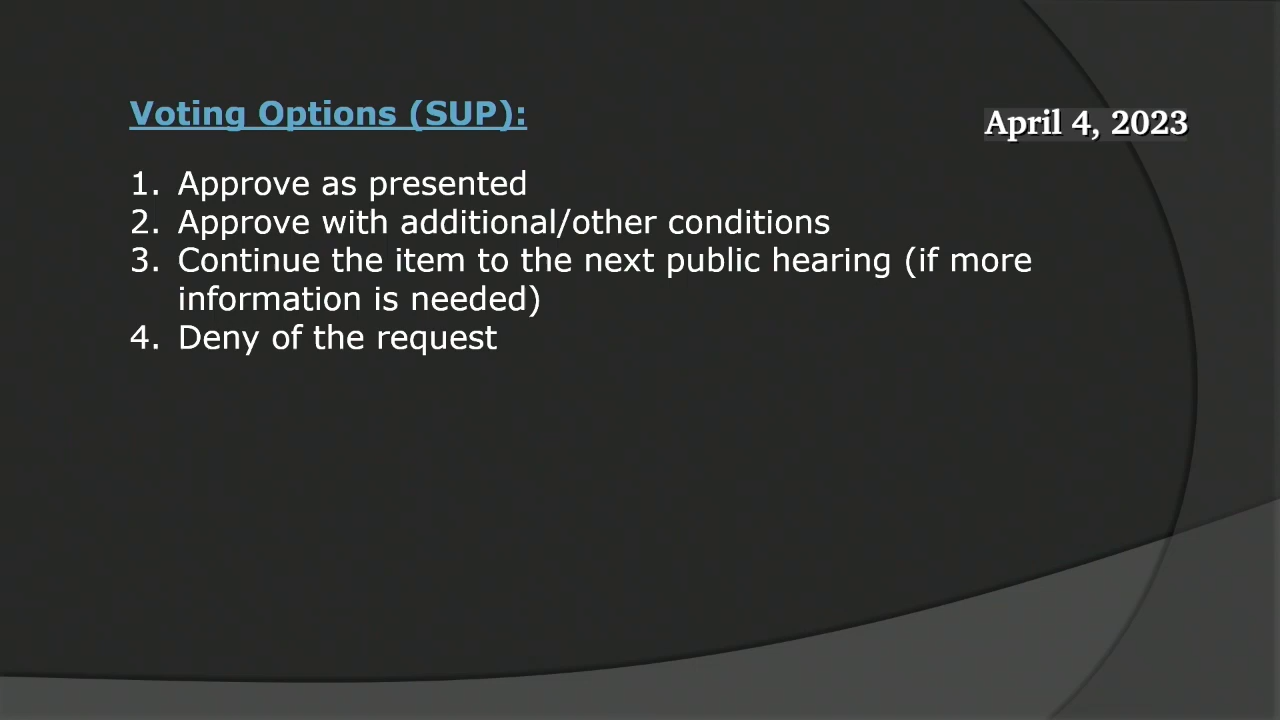 Voting Options (SUP):
April 4, 2023
1. Approve as presented
2. Approve with additional/other conditions
3. Continue the item to the next public hearing (if more
information is needed)
4. Deny of the request